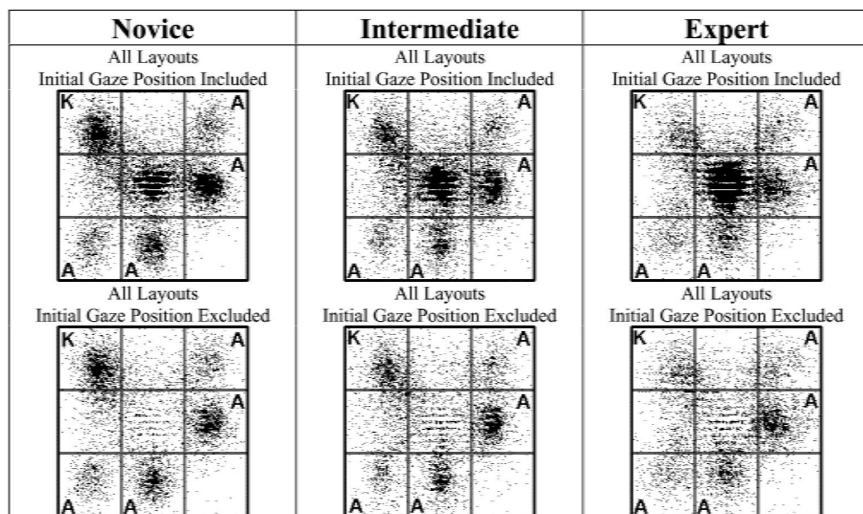 Novice Intermediate Expert
All Layouts All Layouts All Layouts
Initial Gaze Position Included Initial Gaze Position Included Initial Gaze Position Included
K A K A K A
A A A
A A A A A A
All Layouts All Layouts All Layouts
Initial Gaze Position Excluded Initial Gaze Position Excluded Initial Gaze Position Excluded
K A K A K A
A A A
A A A A A A